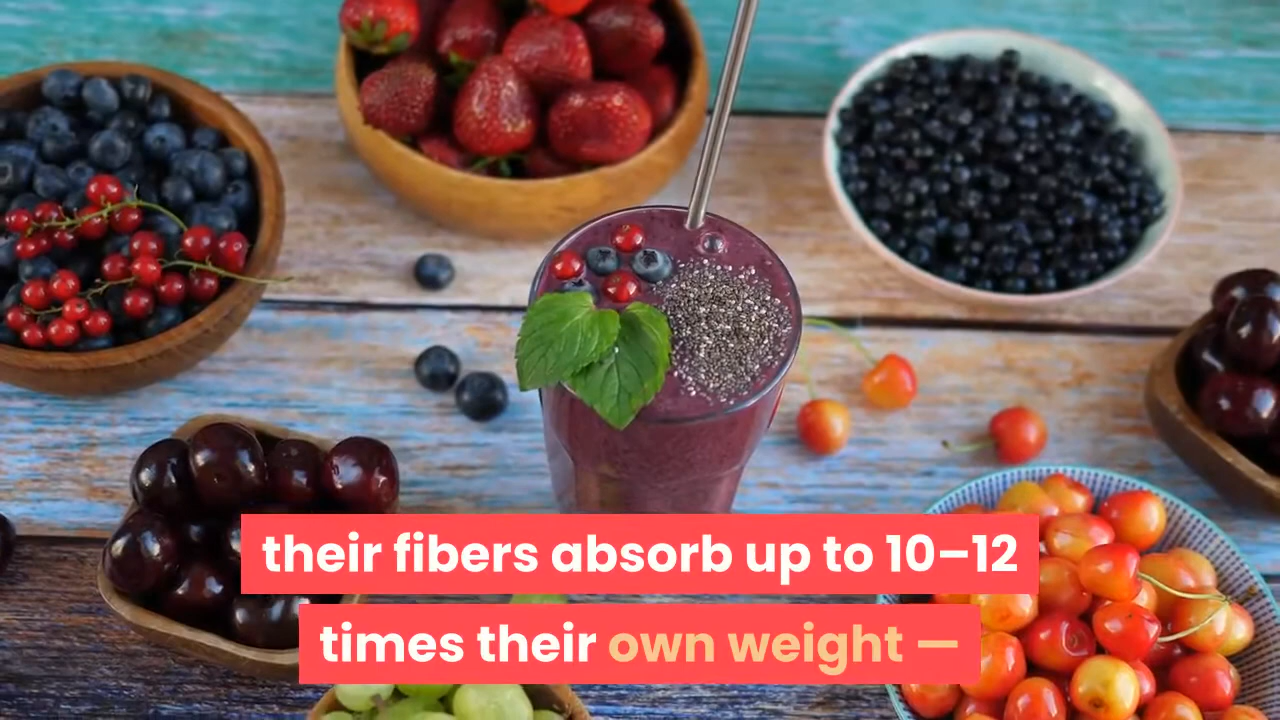 their fibers absorb up to 10–12
times their own weight —